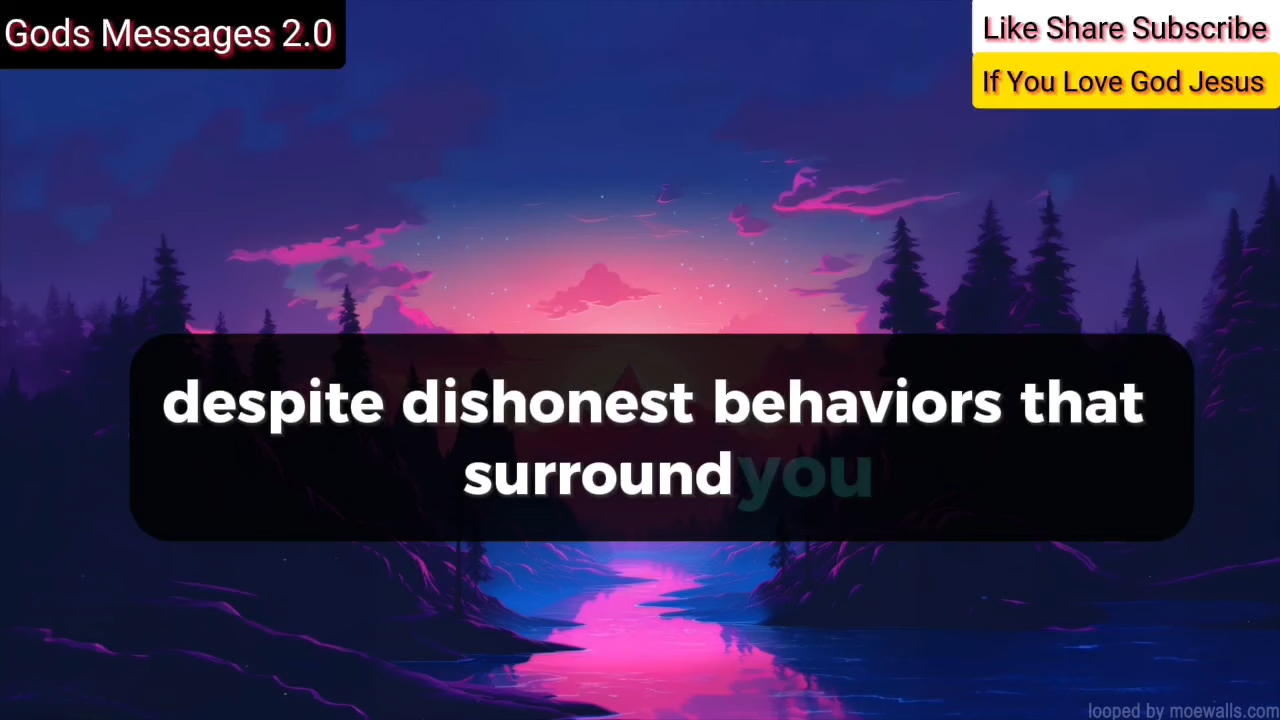 Gods Messages 2.0
Like Share Subscribe
If You Love God Jesus
despite dishonest behaviors that
surround you
looped by moewalls.com